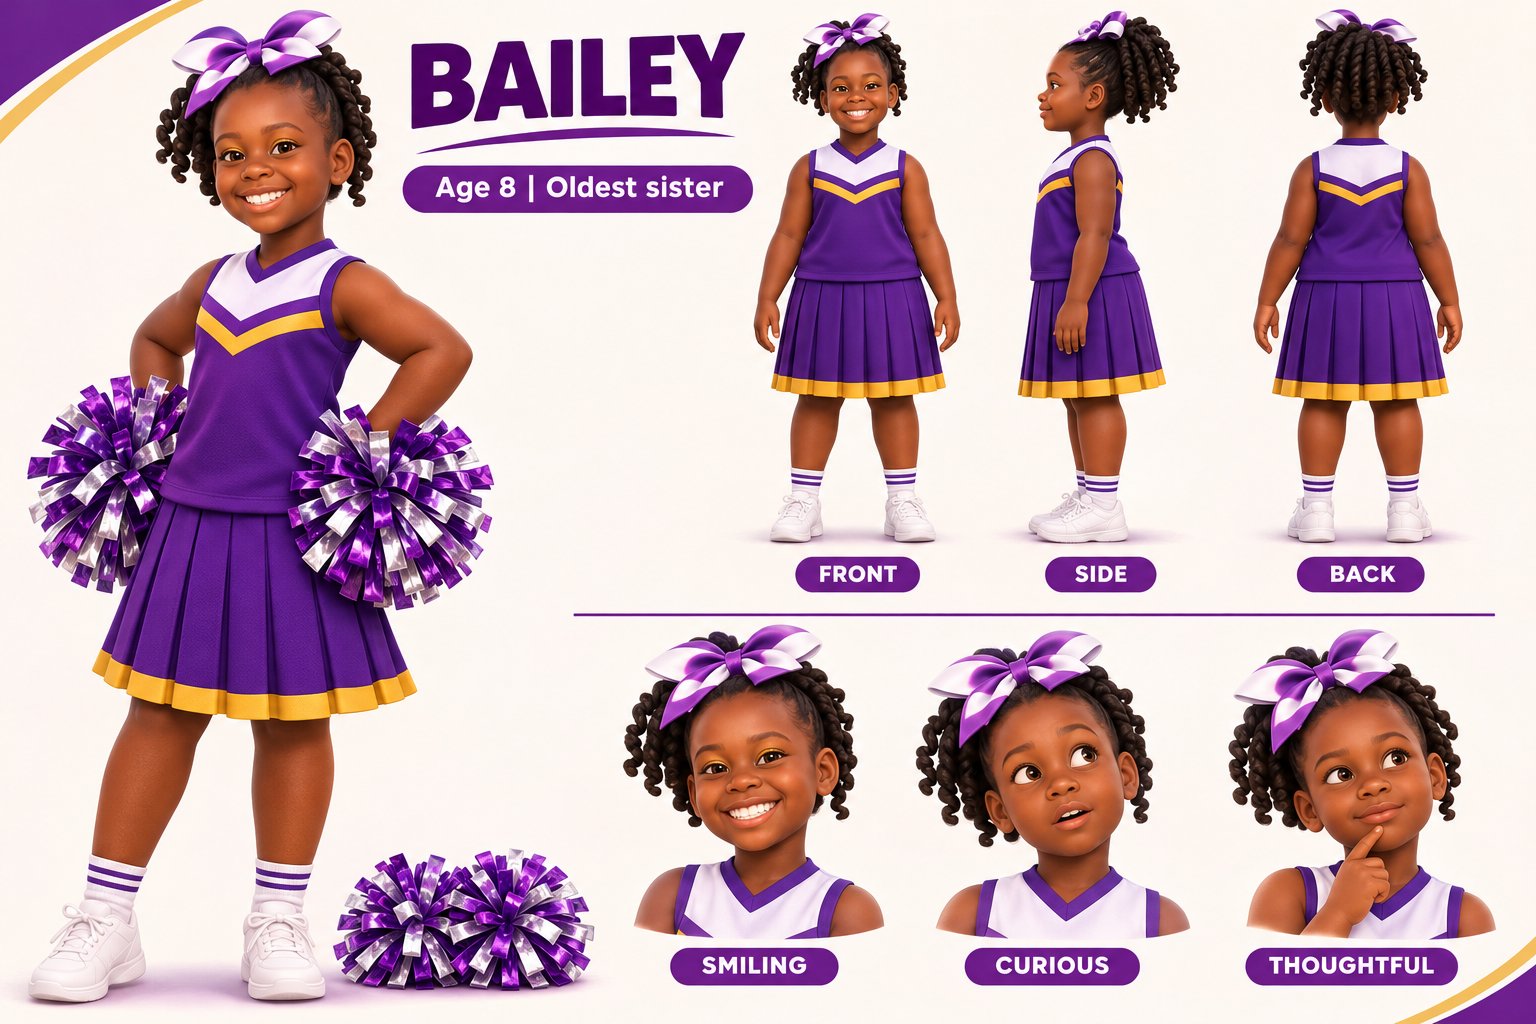 BAILEY
Age 8 | Oldest sister
FRONT
SIDE
BACK
SMILING
CURIOUS
THOUGHTFUL